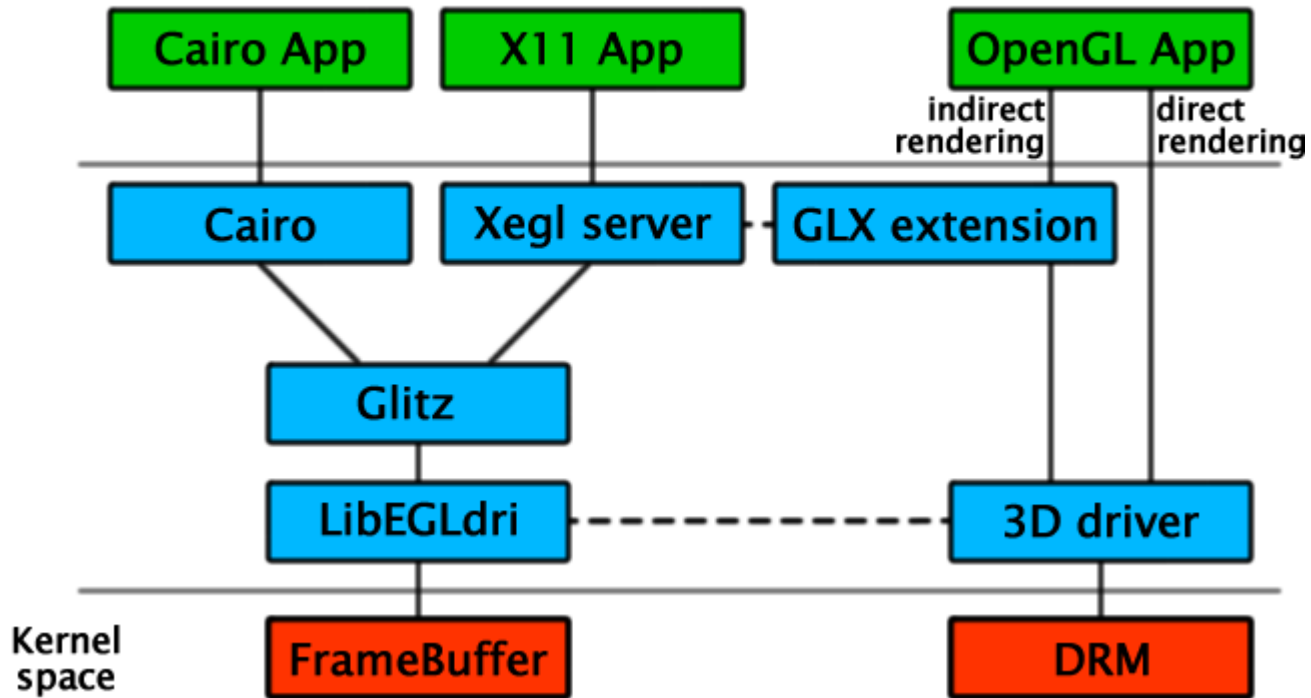 Cairo App
X11 App
OpenGL App
indirect
rendering
direct
rendering
Cairo
Xegl server
GLX extension
Glitz
LibEGLdri
3D driver
Kernel
space
FrameBuffer
DRM